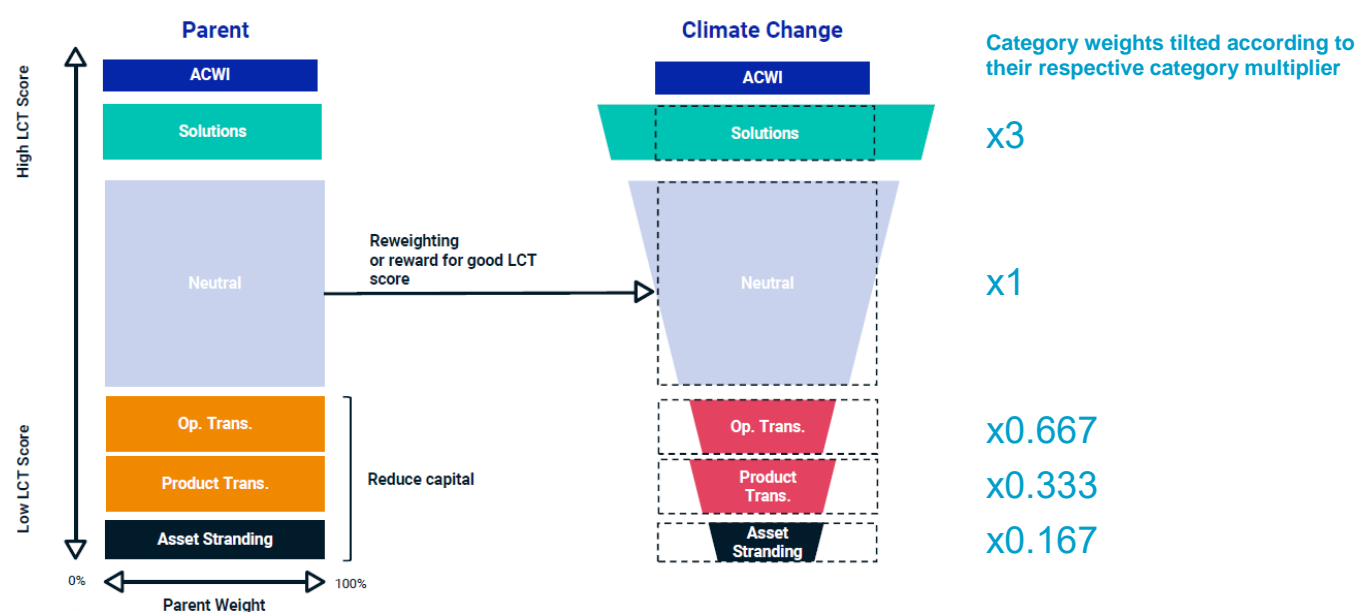 Parent
Climate Change
Category weights tilted according to
their respective category multiplier
High LCT Score
ACWI
ACWI
Solutions
Solutions
x3
Reweighting
or reward for good LCT
score
Neutral
Neutral
x1
Low LCT Score
Op. Trans.
Op. Trans.
x0.667
Product Trans.
Reduce capital
Product
Trans.
x0.333
Asset Stranding
Asset
Stranding
x0.167
0%
100%
Parent Weight